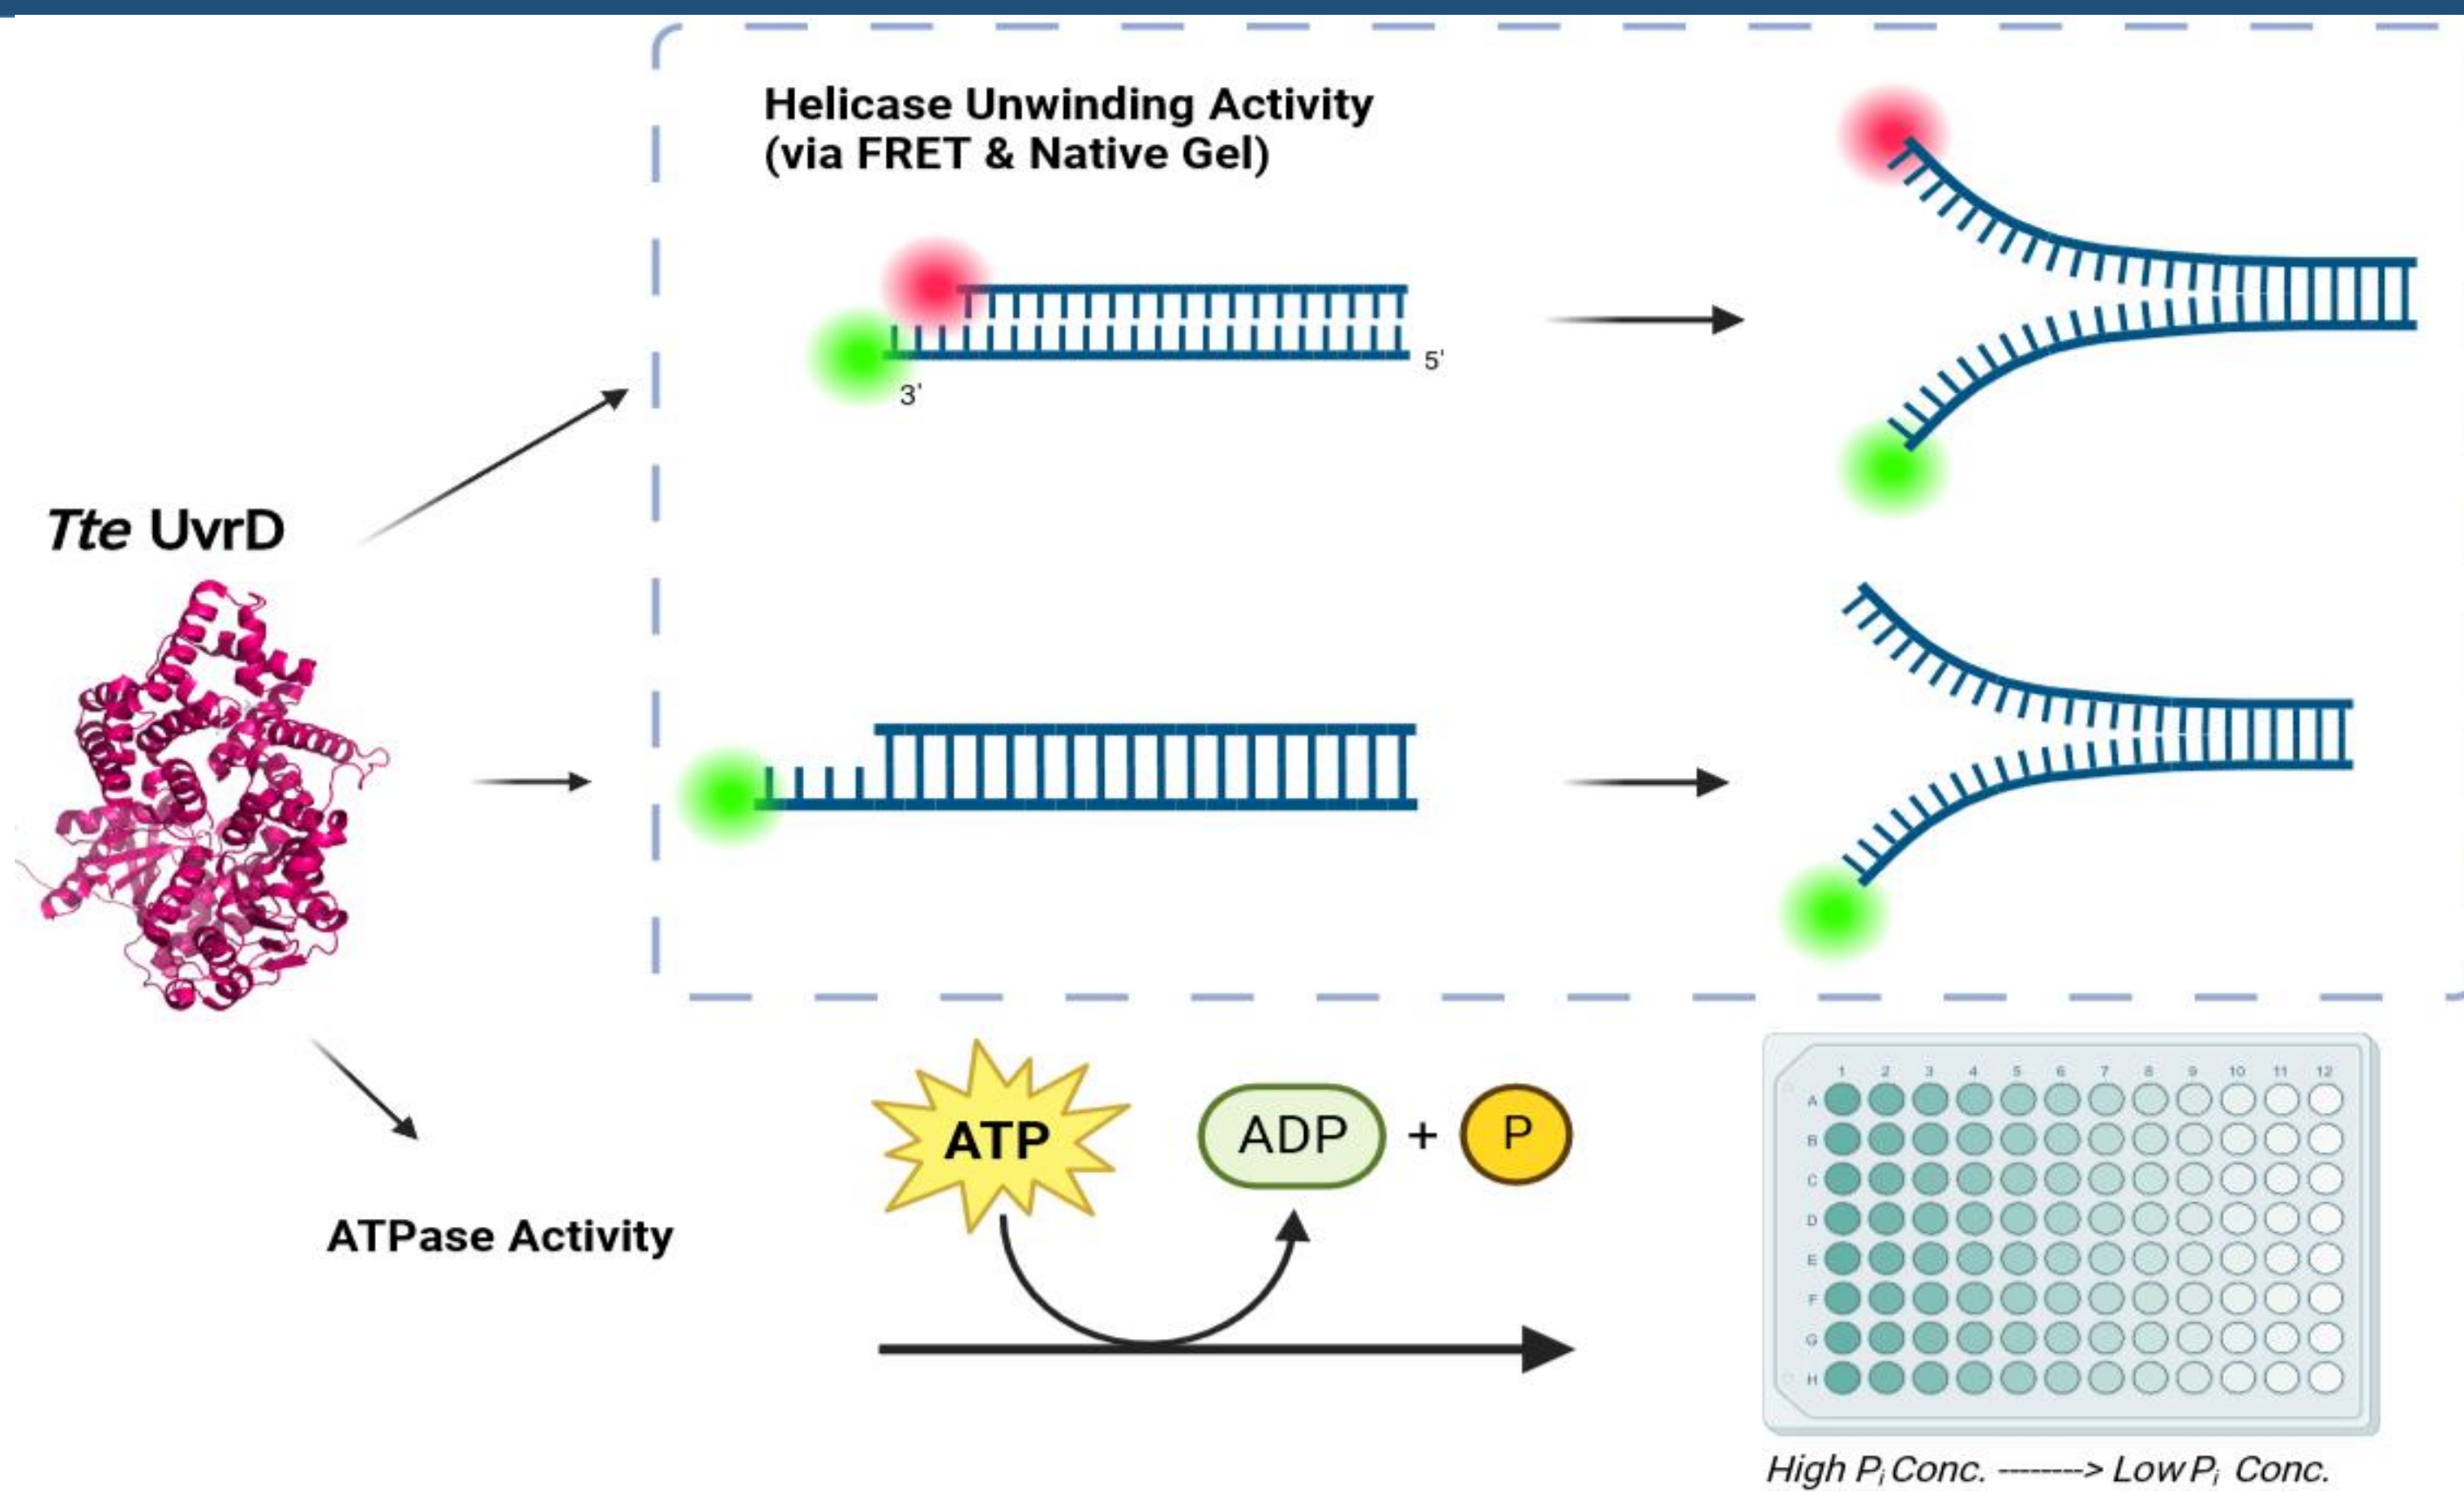 Helicase Unwinding Activity
(via FRET & Native Gel)
5'
3'
Tte UvrD
ATP
ADP + P
ATPase Activity
1 2 3 4 5 6 7 8 9 10 11 12
A
B
C
D
E
F
G
H
High Pi Conc. --------> Low Pi Conc.